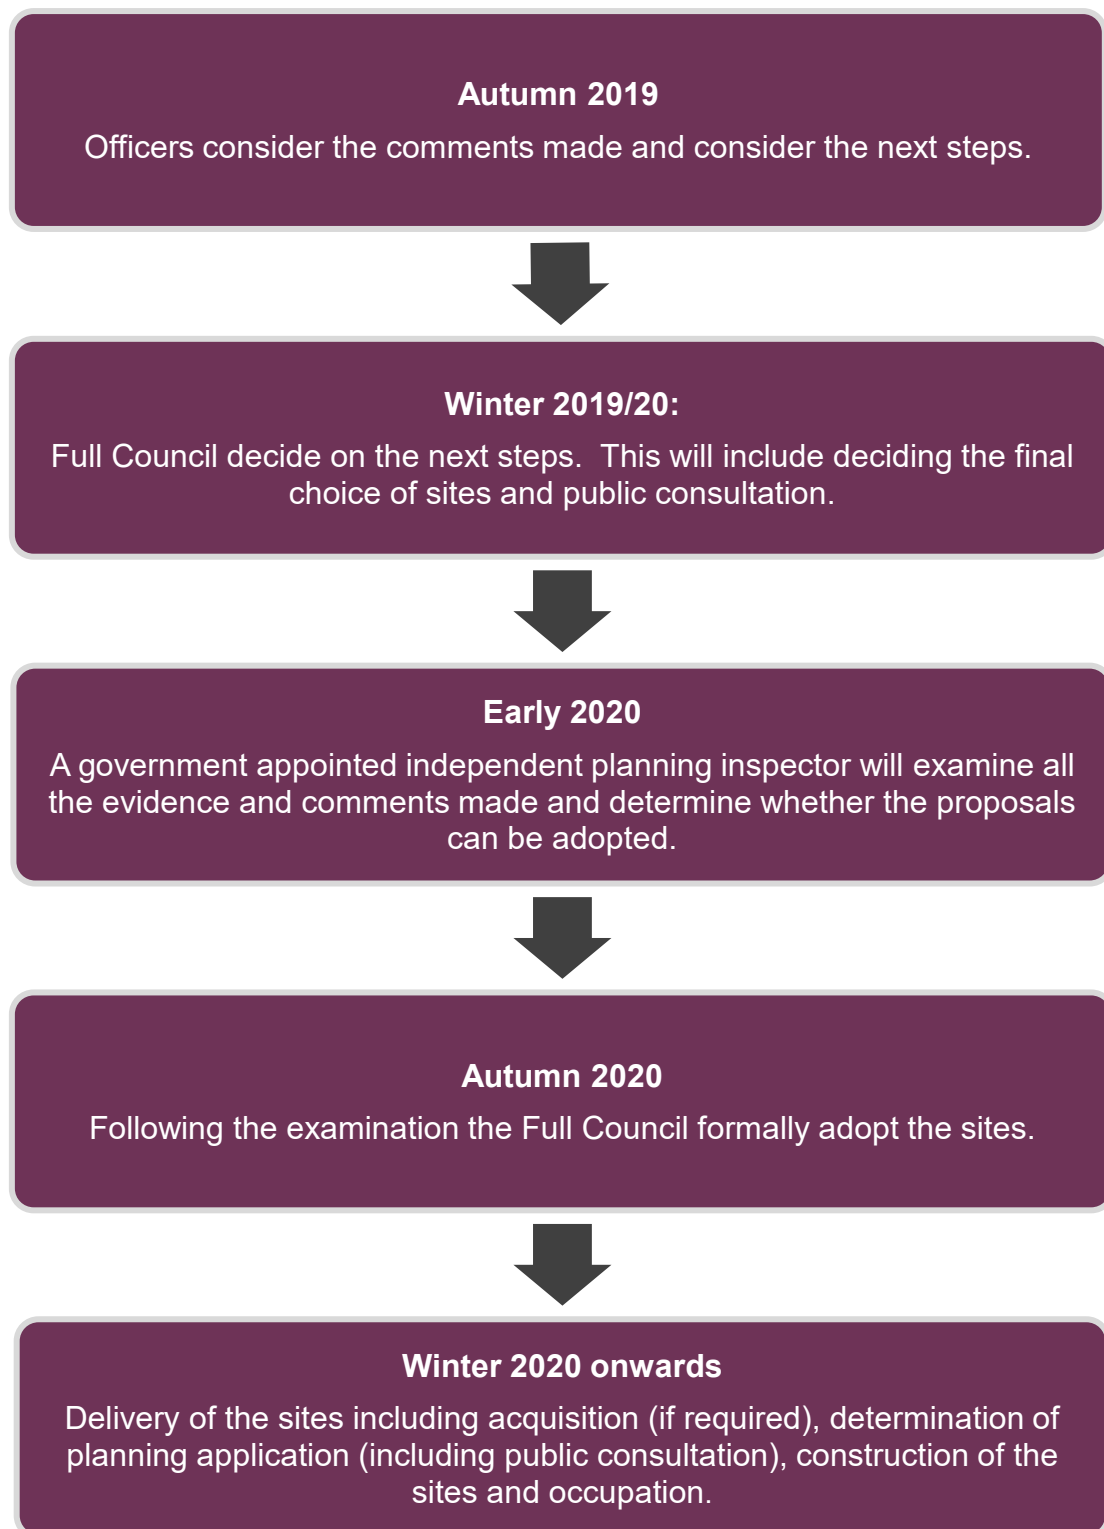 Autumn 2019
Officers consider the comments made and consider the next steps.
Winter 2019/20:
Full Council decide on the next steps.  This will include deciding the final
choice of sites and public consultation.
Early 2020
A government appointed independent planning inspector will examine all
the evidence and comments made and determine whether the proposals
can be adopted.
Autumn 2020
Following the examination the Full Council formally adopt the sites.
Winter 2020 onwards
Delivery of the sites including acquisition (if required), determination of
planning application (including public consultation), construction of the
sites and occupation.